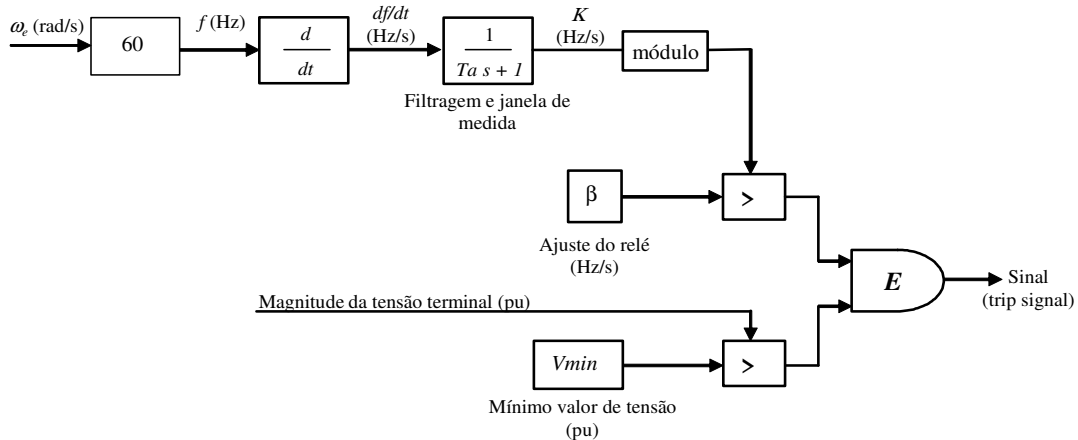 ωe (rad/s)
60
f (Hz)
d
dt
df/dt
(Hz/s)
1
Ta s + 1
Filtragem e janela de
medida
K
(Hz/s)
módulo
β
Ajuste do relé
(Hz/s)
>
Magnitude da tensão terminal (pu)
Vmin
Mínimo valor de tensão
(pu)
>
E
Sinal
(trip signal)